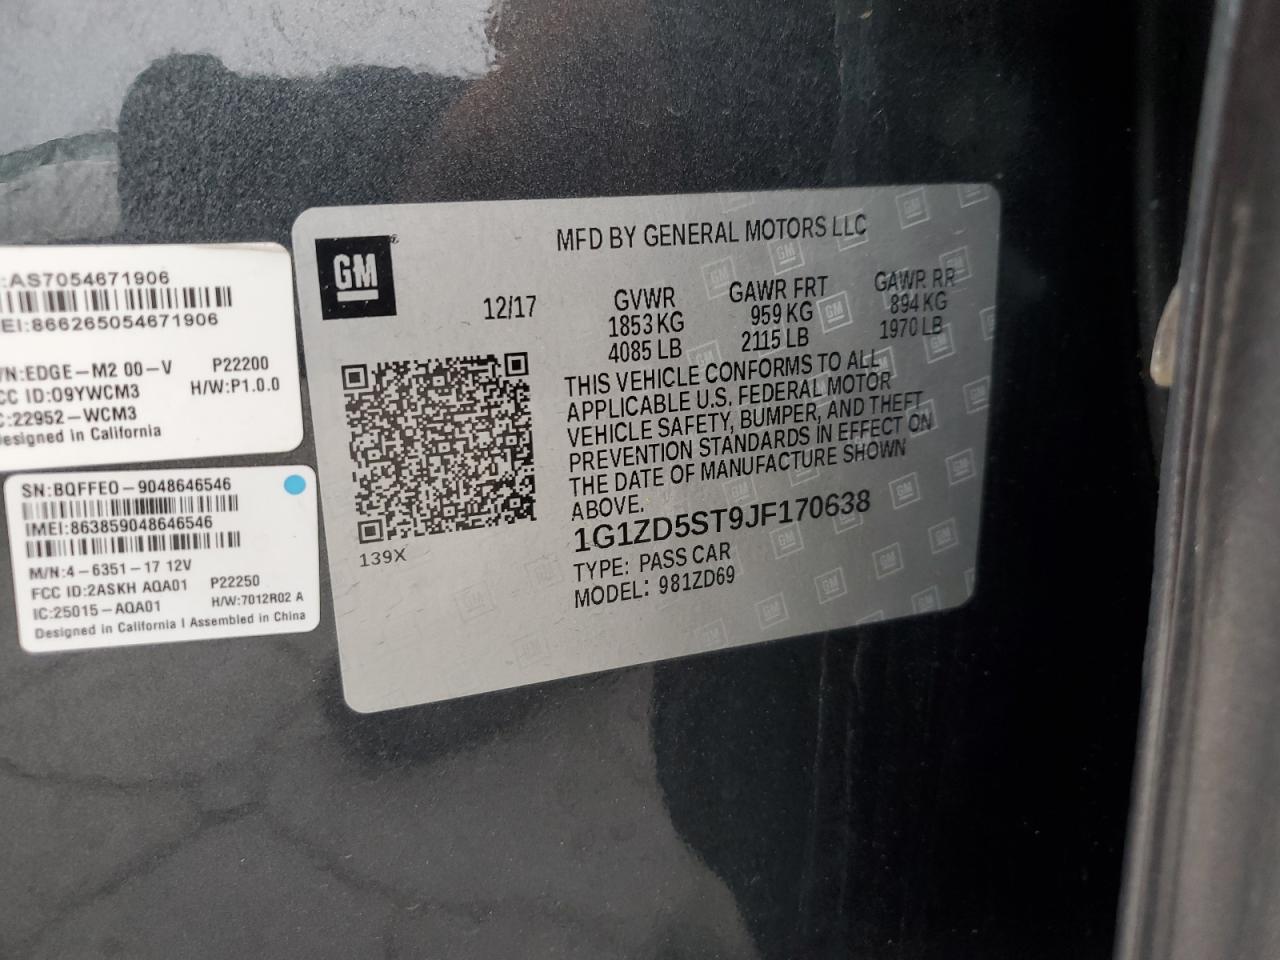 :AS7054671906
EI:866265054671906
/N:EDGE-M2 00-V P22200
CC ID:O9YWCM3 H/W:P1.0.0
C:22952-WCM3
Designed in California
SN:BQFFEO-9048646546
IMEI:863859048646546
M/N:4-6351-17 12V
FCC ID:2ASKH AQA01 P22250
IC:25015-AQA01 H/W:7012R02 A
Designed in California | Assembled in China
GM®
MFD BY GENERAL MOTORS LLC
12/17
GVWR GAWR FRT GAWR RR
1853 KG 959 KG 894 KG
4085 LB 2115 LB 1970 LB
THIS VEHICLE CONFORMS TO ALL
APPLICABLE U.S. FEDERAL MOTOR
VEHICLE SAFETY, BUMPER, AND THEFT
PREVENTION STANDARDS IN EFFECT ON
THE DATE OF MANUFACTURE SHOWN
ABOVE.
1G1ZD5ST9JF170638
TYPE: PASS CAR
MODEL: 981ZD69
139X